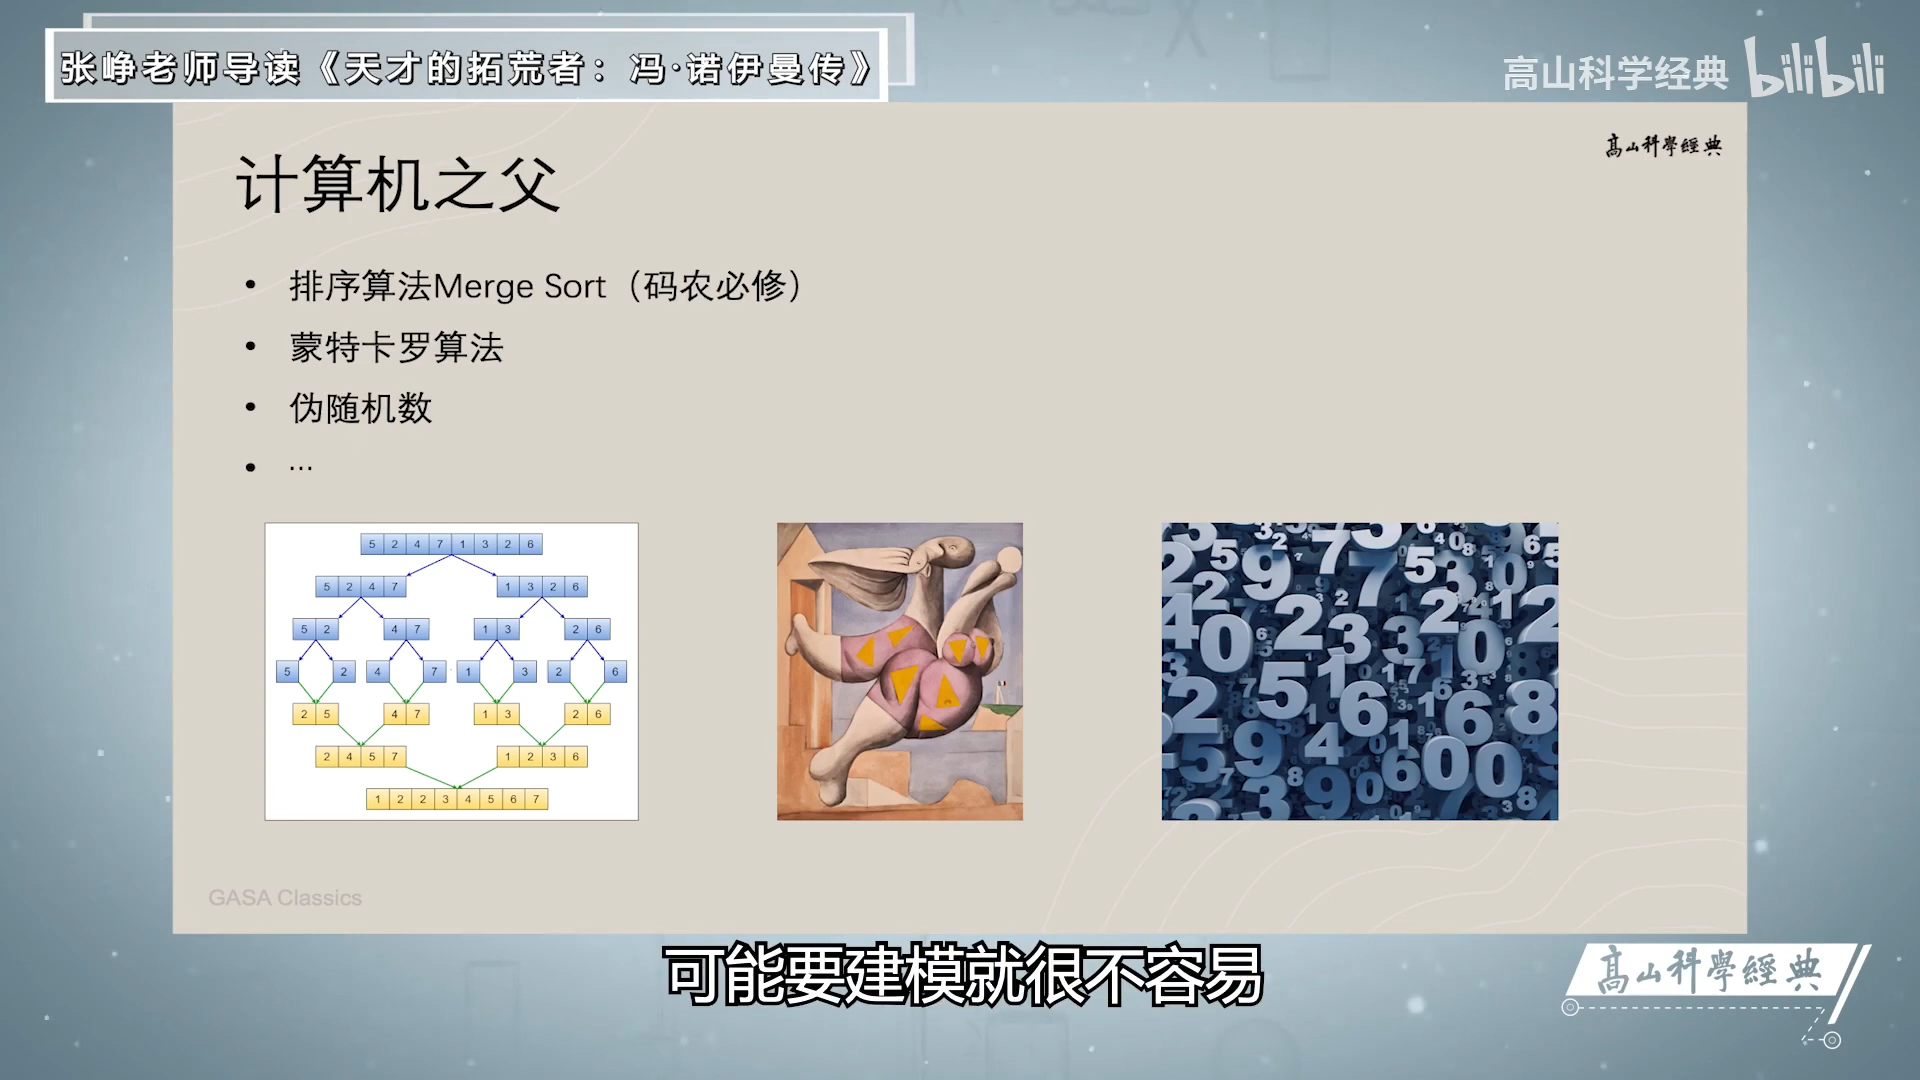 张峥老师导读《天才的拓荒者：冯·诺伊曼传》
高山科学经典 bilibili
高山科學經典
计算机之父
• 排序算法Merge Sort（码农必修）
• 蒙特卡罗算法
• 伪随机数
• …
5 2 4 7 1 3 2 6
5 2 4 7 1 3 2 6
5 2 4 7 1 3 2 6
5 2 4 7 1 3 2 6
2 5 4 7 1 3 2 6
2 4 5 7 1 2 3 6
1 2 2 3 4 5 6 7
GASA Classics
可能要建模就很不容易
高山科學經典